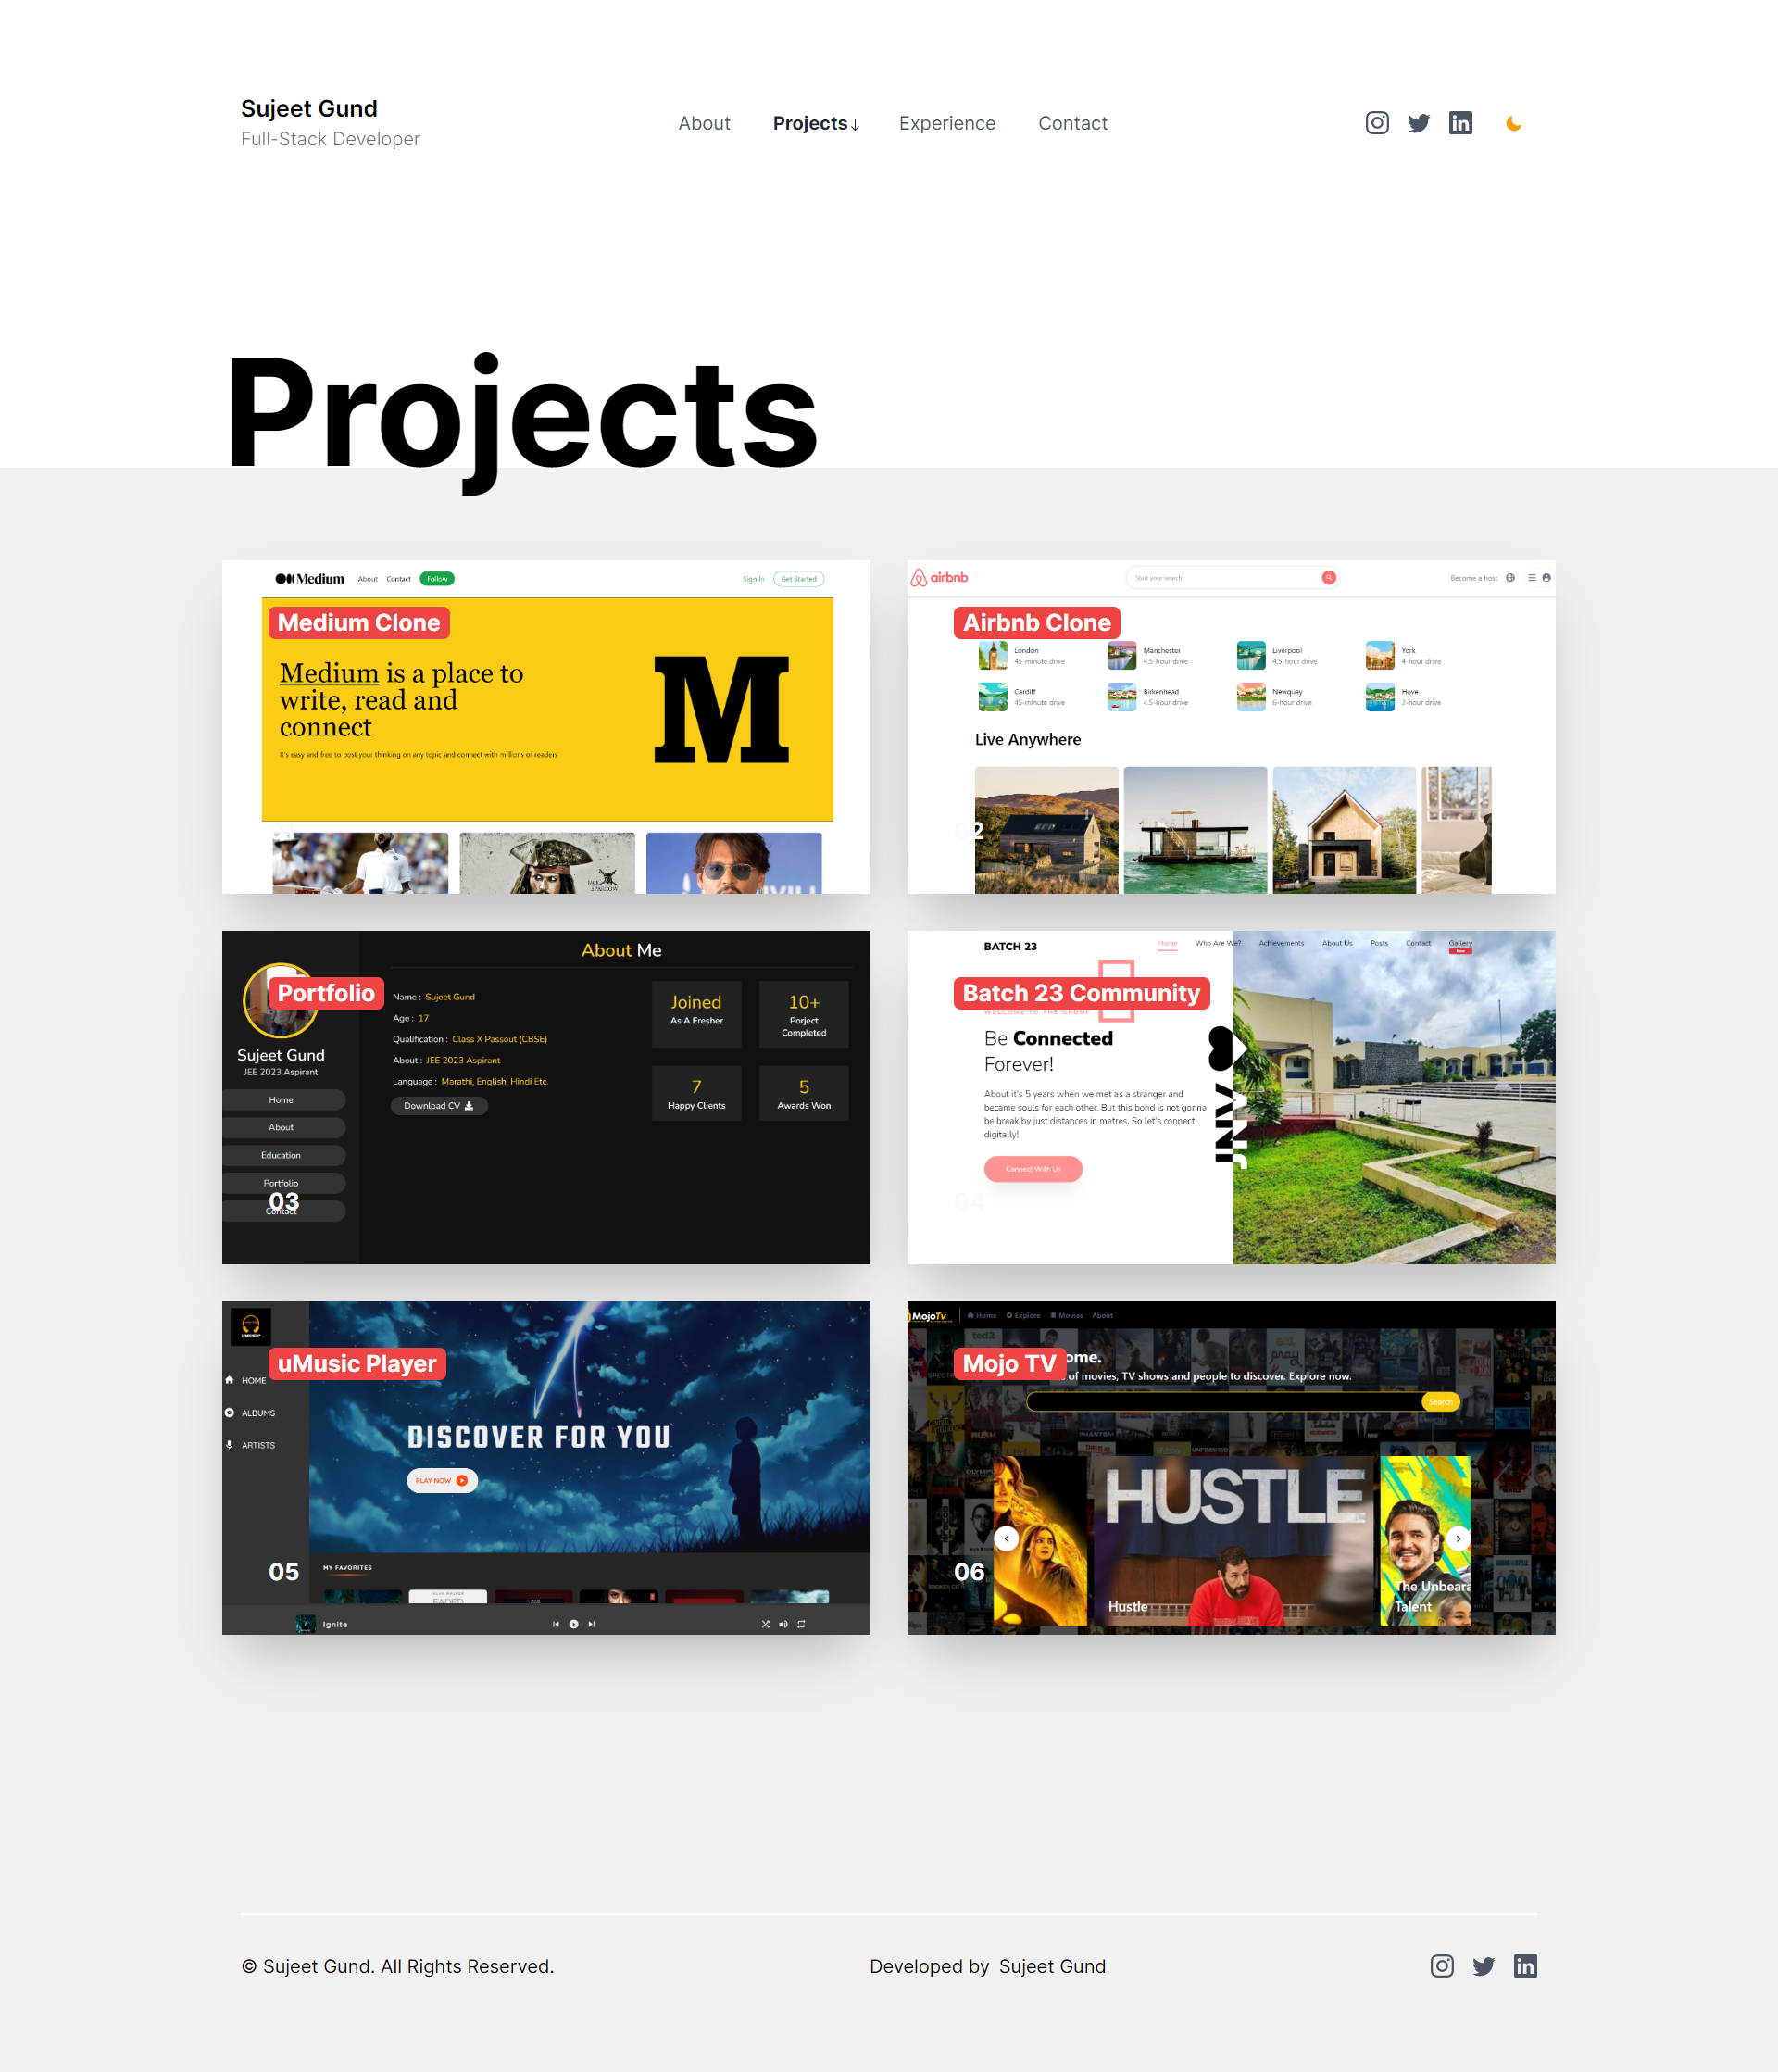 Sujeet Gund
Full-Stack Developer
About
Projects↓
Experience
Contact
Projects
Medium
About
Contact
Follow
Sign In
Get Started
Medium Clone
Medium is a place to
write, read and
connect
It's easy and free to post your thinking on any topic and connect with millions of readers
M
JACK
SPARROW
airbnb
Start your search
Become a host
Airbnb Clone
London
45-minute drive
Manchester
4.5-hour drive
Liverpool
4.5-hour drive
York
4-hour drive
Cardiff
45-minute drive
Birkenhead
4.5-hour drive
Newquay
6-hour drive
Hove
2-hour drive
Live Anywhere
02
Portfolio
Sujeet Gund
JEE 2023 Aspirant
Home
About
Education
Portfolio
Contact
03
About Me
Name : Sujeet Gund
Age : 17
Qualification : Class X Passout (CBSE)
About : JEE 2023 Aspirant
Language : Marathi, English, Hindi Etc.
Download CV
Joined
As A Fresher
10+
Porject
Completed
7
Happy Clients
5
Awards Won
BATCH 23
Home
Who Are We?
Achievements
About Us
Posts
Contact
Gallery
New
Batch 23 Community
WELCOME TO THE GROUP
Be Connected
Forever!
About it's 5 years when we met as a stranger and
became souls for each other. But this bond is not gonna
be break by just distances in metres. So let's connect
digitally!
Connect With Us
JNV
04
uMusic Player
HOME
ALBUMS
ARTISTS
DISCOVER FOR YOU
PLAY NOW
05
MY FAVORITES
FADED
Ignite
MojoTv
Home
Explore
Movies
About
Mojo TV
ome.
of movies, TV shows and people to discover. Explore now.
Search
ted2
RUSH
PHANTOM
UNFINISHED
HUSTLE
Hustle
The Unbeara
Talent
06
© Sujeet Gund. All Rights Reserved.
Developed by Sujeet Gund